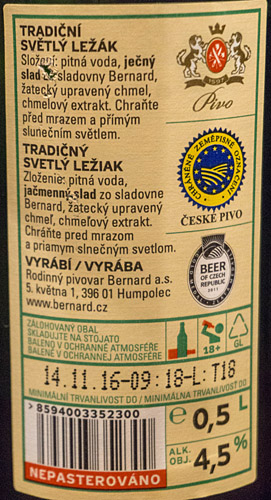 TRADIČNÍ
SVĚTLÝ LEŽÁK
Složení: pitná voda, ječný
slad ze sladovny Bernard,
žatecký upravený chmel,
chmelový extrakt. Chraňte
před mrazem a přímým
slunečním světlem.
TRADIČNÝ
SVETLÝ LEŽIAK
Zloženie: pitná voda,
jačmenný slad zo sladovne
Bernard, žatecký upravený
chmeľ, chmeľový extrakt.
Chráňte pred mrazom
a priamym slnečným svetlom.
VYRÁBÍ / VYRÁBA
Rodinný pivovar Bernard a.s.
5. května 1, 396 01 Humpolec
www.bernard.cz
1597
Pivo
CHRÁNĚNÉ ZEMĚPISNÉ OZNAČENÍ
ČESKÉ PIVO
BEER
OF CZECH
REPUBLIC
2011
ZÁLOHOVANÝ OBAL
SKLADUJTE NA STOJATO
BALENO V OCHRANNÉ ATMOSFÉŘE
BALENÉ V OCHRANNEJ ATMOSFÉRE
18+
GL
14.11.16-09:18-L:T18
MINIMÁLNÍ TRVANLIVOST DO / MINIMÁLNA TRVANLIVOSŤ DO
8594003352300
>
e 0,5 L
ALK.
OBJ. 4,5 %
NEPASTEROVÁNO